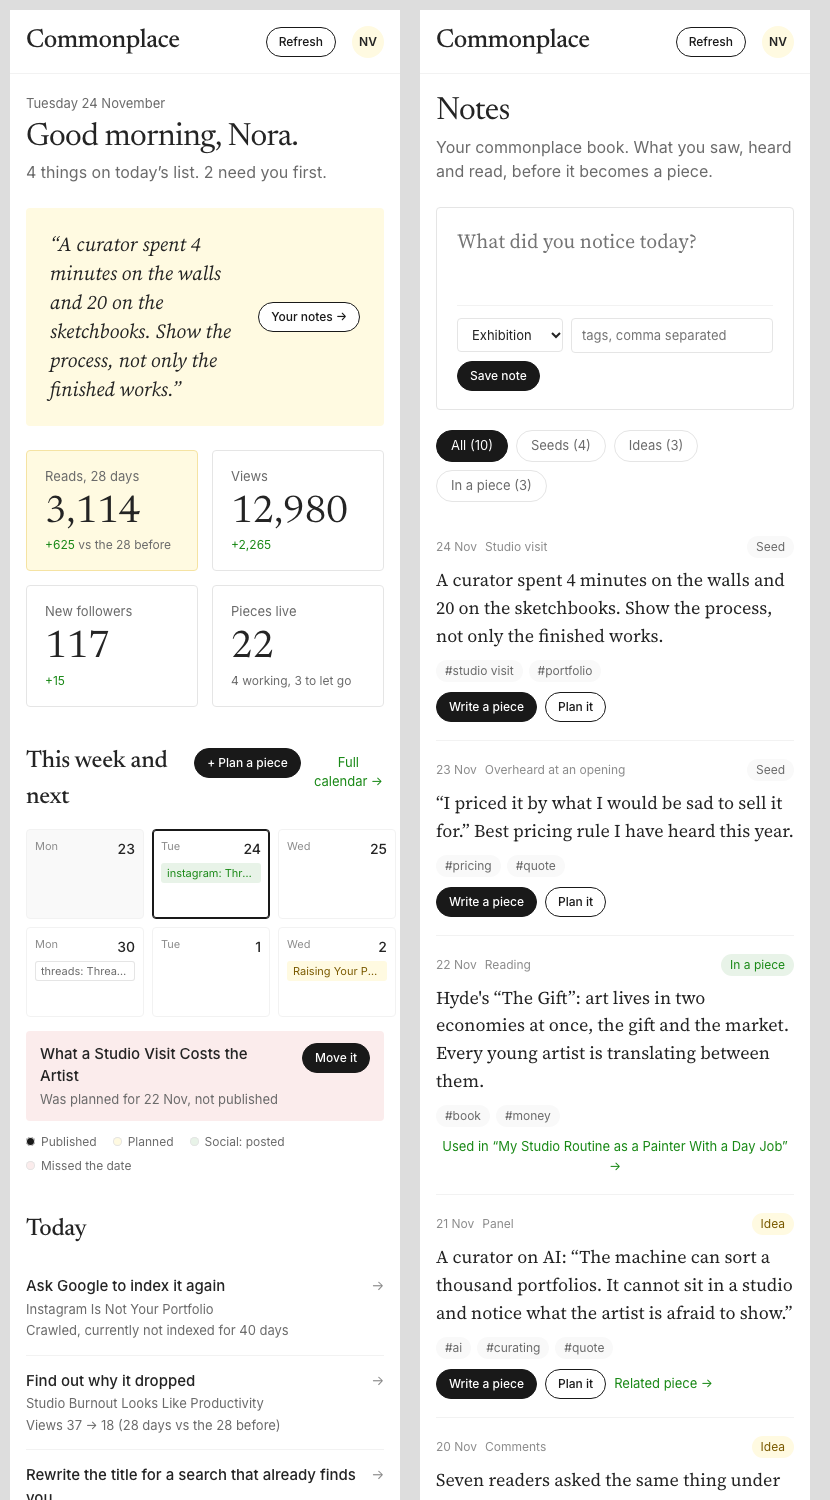 Commonplace
Refresh
NV
Tuesday 24 November
Good morning, Nora.
4 things on today’s list. 2 need you first.
“A curator spent 4
minutes on the walls
and 20 on the
sketchbooks. Show the
process, not only the
finished works.”
Your notes →
Reads, 28 days
3,114
+625 vs the 28 before
Views
12,980
+2,265
New followers
117
+15
Pieces live
22
4 working, 3 to let go
This week and
next
+ Plan a piece
Full
calendar →
Mon 23
Tue 24
instagram: Thr...
Wed 25
Mon 30
threads: Threa...
Tue 1
Wed 2
Raising Your P...
What a Studio Visit Costs the
Artist
Was planned for 22 Nov, not published
Move it
Published
Planned
Social: posted
Missed the date
Today
Ask Google to index it again →
Instagram Is Not Your Portfolio
Crawled, currently not indexed for 40 days
Find out why it dropped →
Studio Burnout Looks Like Productivity
Views 37 → 18 (28 days vs the 28 before)
Rewrite the title for a search that already finds →
you
Commonplace
Refresh
NV
Notes
Your commonplace book. What you saw, heard
and read, before it becomes a piece.
What did you notice today?
Exhibition
tags, comma separated
Save note
All (10)
Seeds (4)
Ideas (3)
In a piece (3)
24 Nov Studio visit
Seed
A curator spent 4 minutes on the walls and
20 on the sketchbooks. Show the process,
not only the finished works.
#studio visit
#portfolio
Write a piece
Plan it
23 Nov Overheard at an opening
Seed
“I priced it by what I would be sad to sell it
for.” Best pricing rule I have heard this year.
#pricing
#quote
Write a piece
Plan it
22 Nov Reading
In a piece
Hyde's “The Gift”: art lives in two
economies at once, the gift and the market.
Every young artist is translating between
them.
#book
#money
Used in “My Studio Routine as a Painter With a Day Job”
→
21 Nov Panel
Idea
A curator on AI: “The machine can sort a
thousand portfolios. It cannot sit in a studio
and notice what the artist is afraid to show.”
#ai
#curating
#quote
Write a piece
Plan it
Related piece →
20 Nov Comments
Idea
Seven readers asked the same thing under